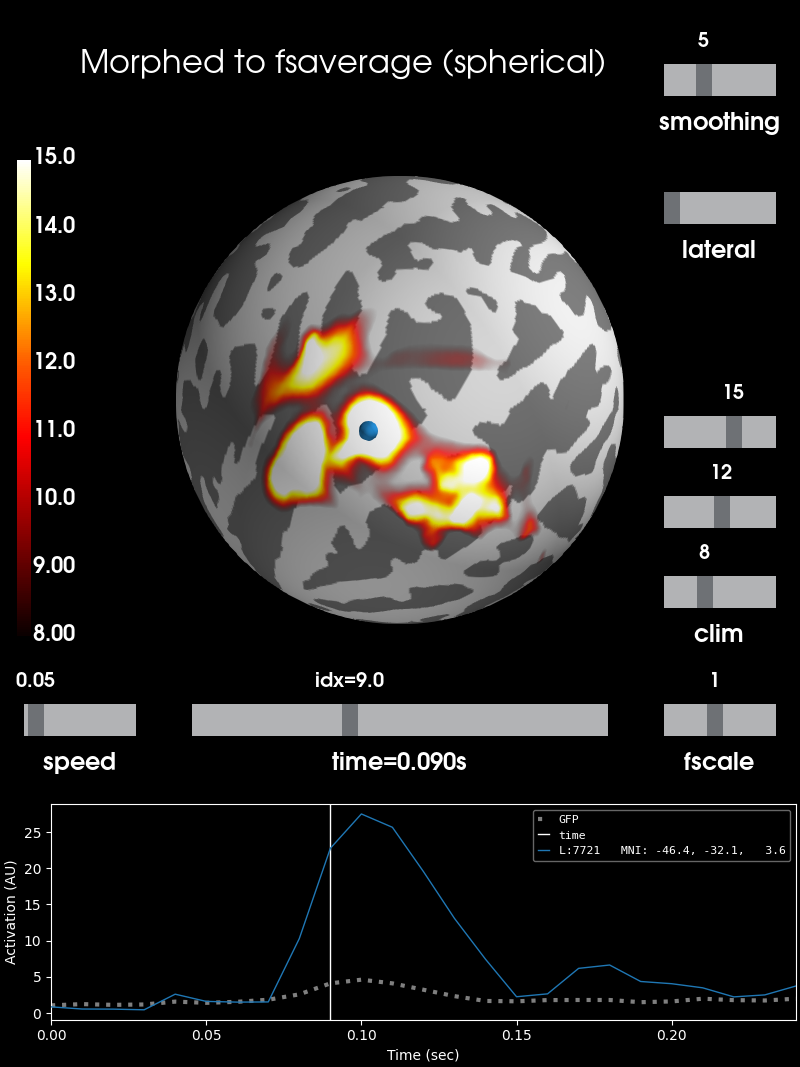 Morphed to fsaverage (spherical)
5
smoothing
lateral
15.0
14.0
13.0
12.0
11.0
10.0
9.00
8.00
15
12
8
clim
0.05
speed
idx=9.0
time=0.090s
1
fscale
Activation (AU)
25
20
15
10
5
0
GFP
time
L:7721 MNI: -46.4, -32.1, 3.6
0.00 0.05 0.10 0.15 0.20
Time (sec)